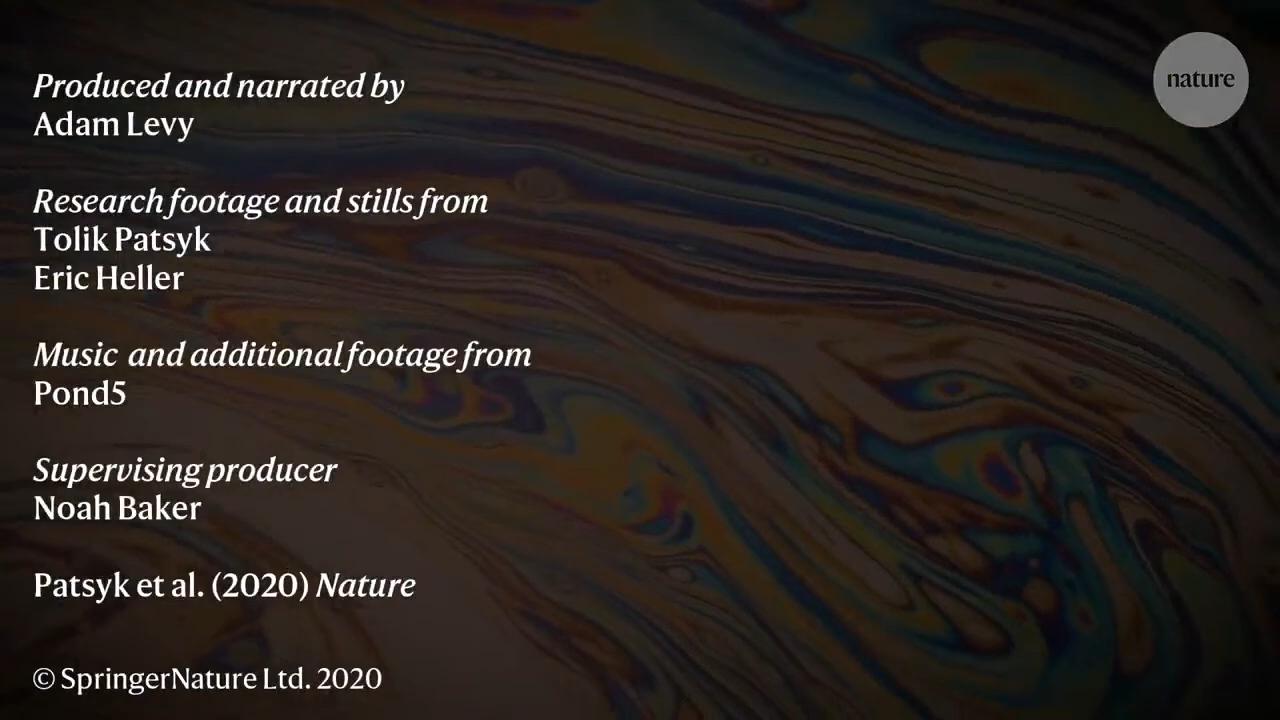 Produced and narrated by
Adam Levy
Research footage and stills from
Tolik Patsyk
Eric Heller
Music and additional footage from
Pond5
Supervising producer
Noah Baker
Patsyk et al. (2020) Nature
© SpringerNature Ltd. 2020
nature